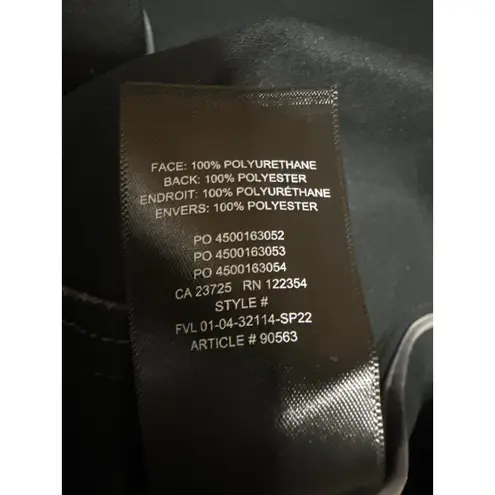 FACE: 100% POLYURETHANE
BACK: 100% POLYESTER
ENDROIT: 100% POLYURÉTHANE
ENVERS: 100% POLYESTER
PO 4500163052
PO 4500163053
PO 4500163054
CA 23725 RN 122354
STYLE #
FVL 01-04-32114-SP22
ARTICLE # 90563